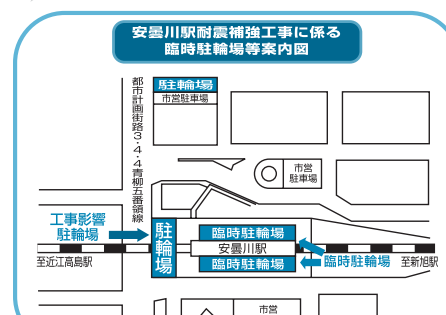 安曇川駅耐震補強工事に係る
臨時駐輪場等案内図
都市計画街路3・4・4青柳五番領線
駐輪場
市営駐車場
市営
駐車場
工事影響
駐輪場
駐輪場
臨時駐輪場
安曇川駅
臨時駐輪場
臨時駐輪場
至近江高島駅
至新旭駅
市営